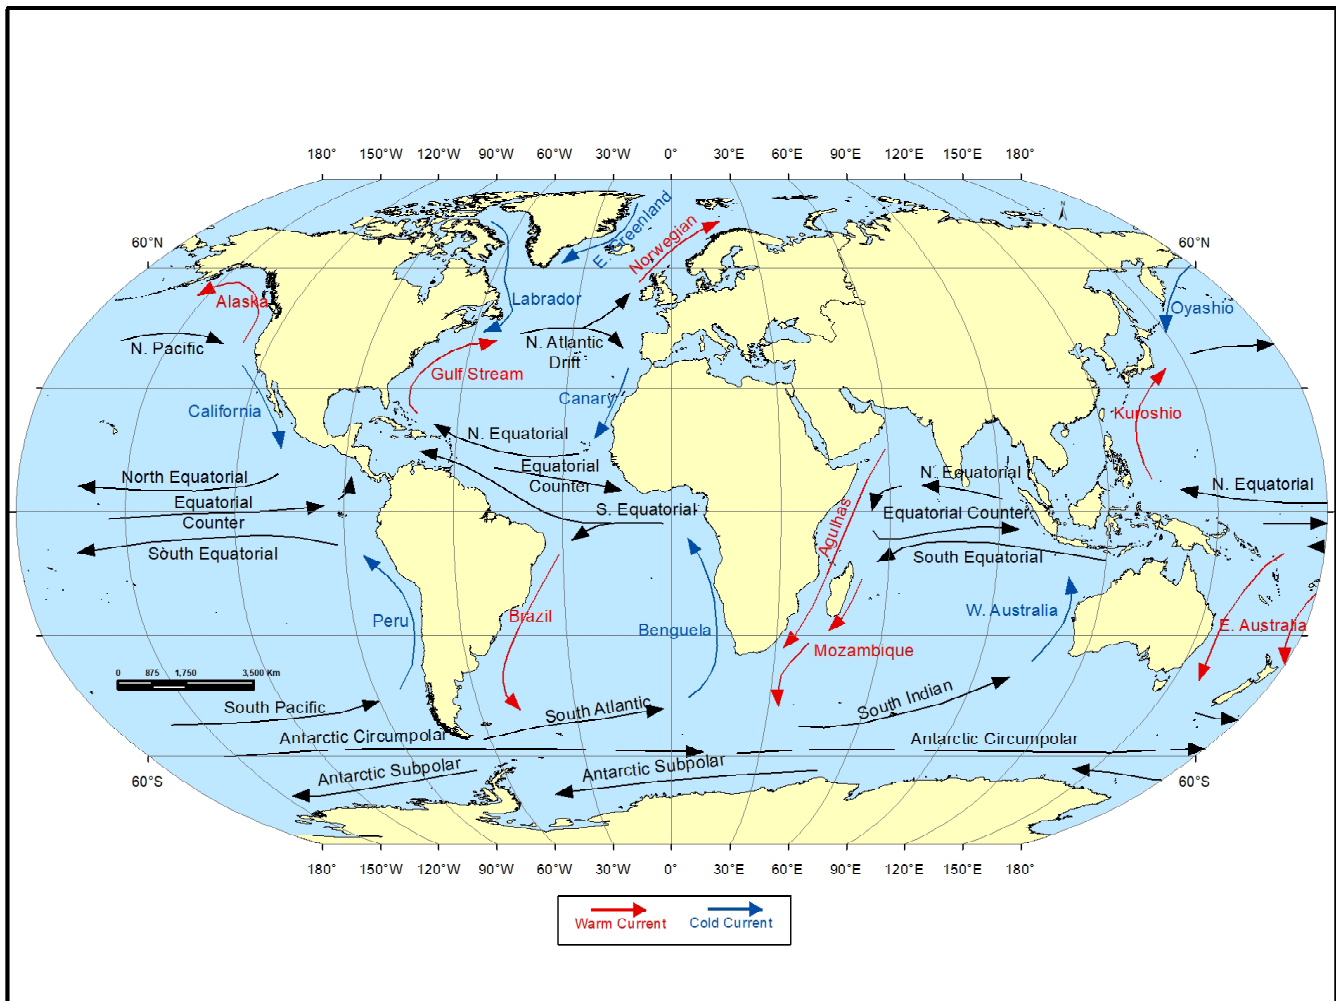 180° 150°W 120°W 90°W 60°W 30°W 0° 30°E 60°E 90°E 120°E 150°E 180°
N
60°N 60°N
E. Greenland
Norwegian
Alaska
Labrador
Oyashio
N. Pacific
N. Atlantic
Drift
Gulf Stream
Canary
California
Kuroshio
N. Equatorial
North Equatorial
Equatorial
Counter
N. Equatorial
N. Equatorial
Equatorial
Counter
S. Equatorial
Equatorial Counter
Agulhas
South Equatorial
South Equatorial
Peru
Brazil
Benguela
W. Australia
E. Australia
Mozambique
0 875 1,750 3,500 Km
South Pacific
South Atlantic
South Indian
Antarctic Circumpolar
Antarctic Circumpolar
Antarctic Subpolar
Antarctic Subpolar
60°S 60°S
180° 150°W 120°W 90°W 60°W 30°W 0° 30°E 60°E 90°E 120°E 150°E 180°
Warm Current Cold Current